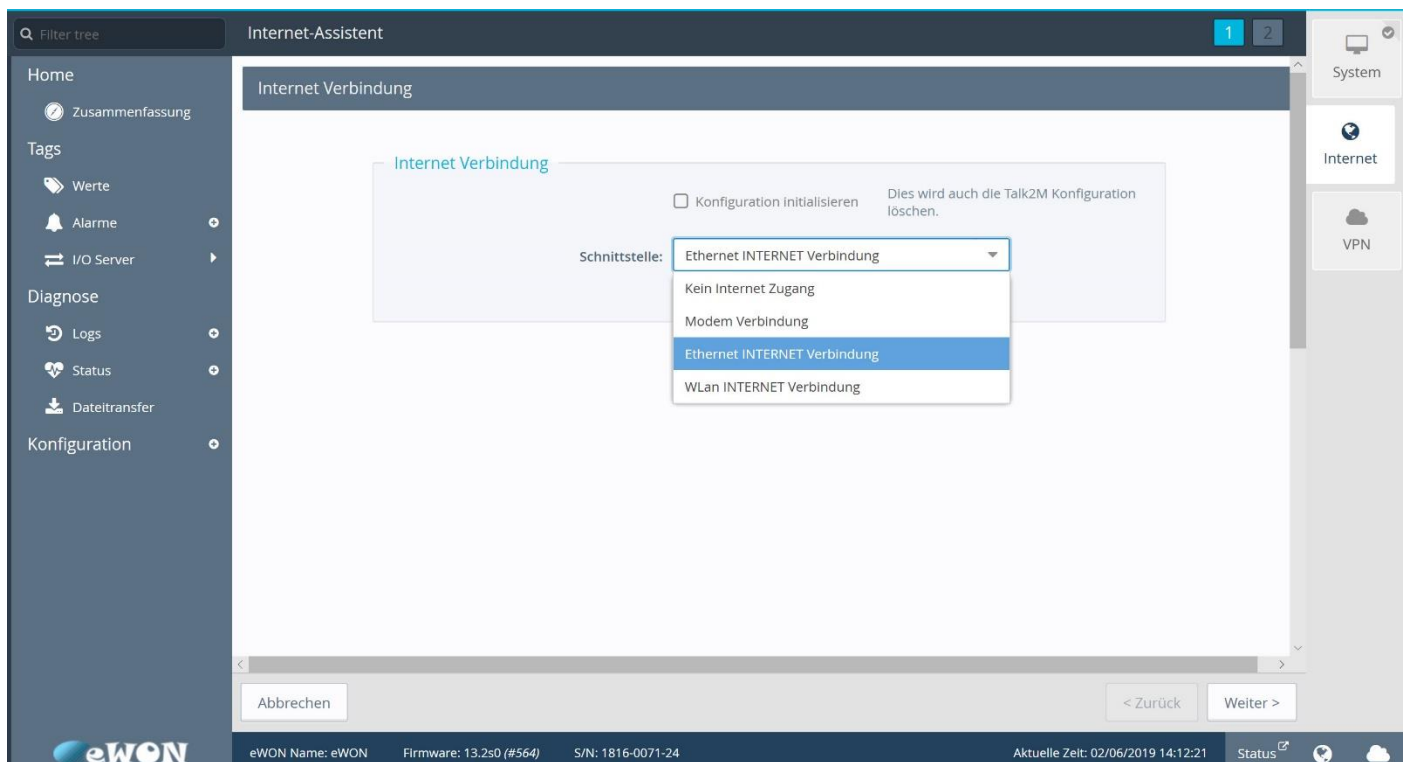 Filter tree
Home
Zusammenfassung
Tags
Werte
Alarme
I/O Server
Diagnose
Logs
Status
Dateitransfer
Konfiguration
eWON
Internet-Assistent
1 2
Internet Verbindung
Internet Verbindung
Konfiguration initialisieren
Dies wird auch die Talk2M Konfiguration
löschen.
Schnittstelle: Ethernet INTERNET Verbindung
Kein Internet Zugang
Modem Verbindung
Ethernet INTERNET Verbindung
WLan INTERNET Verbindung
Abbrechen
< Zurück
Weiter >
System
Internet
VPN
eWON Name: eWON Firmware: 13.2s0 (#564) S/N: 1816-0071-24 Aktuelle Zeit: 02/06/2019 14:12:21 Status